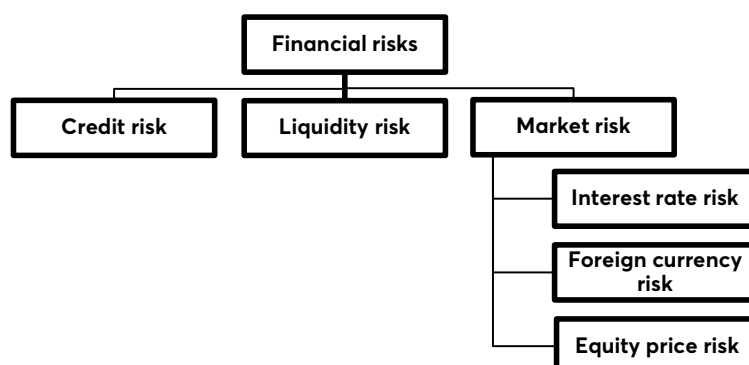 Financial risks
Credit risk
Liquidity risk
Market risk
Interest rate risk
Foreign currency
risk
Equity price risk